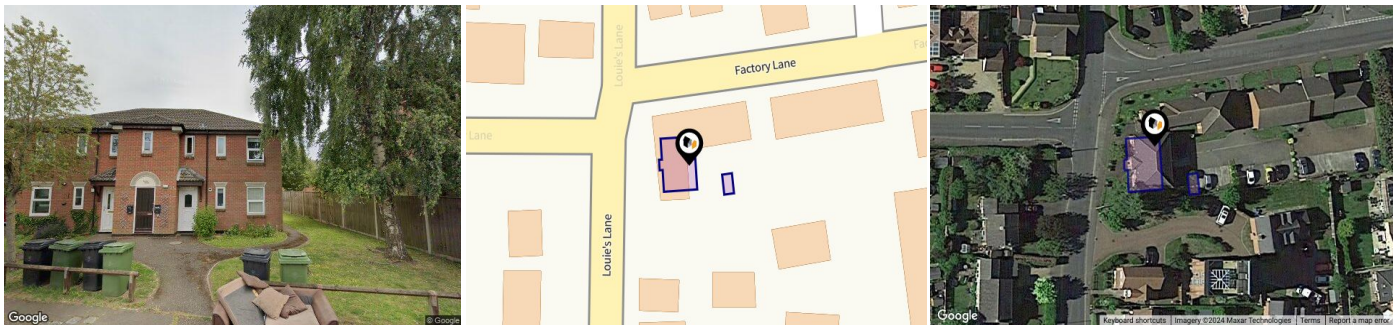 Google
© Google
Louie's Lane
Factory Lane
Fa
Lane
Louie's Lane
Google
Keyboard shortcuts
Imagery ©2024 Maxar Technologies
Terms
Report a map error